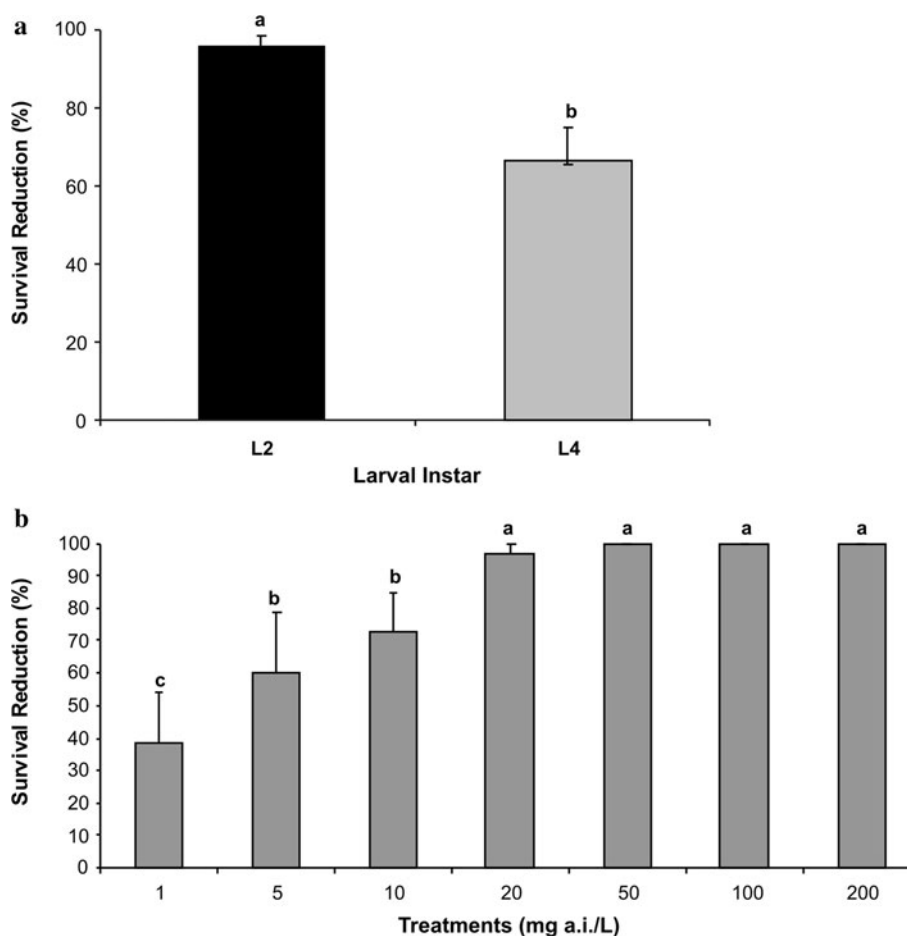 a
Survival Reduction (%)
100
80
60
40
20
0
a
b
L2
L4
Larval Instar
b
Survival Reduction (%)
100
90
80
70
60
50
40
30
20
10
0
c
b
b
a
a
a
a
1
5
10
20
50
100
200
Treatments (mg a.i./L)